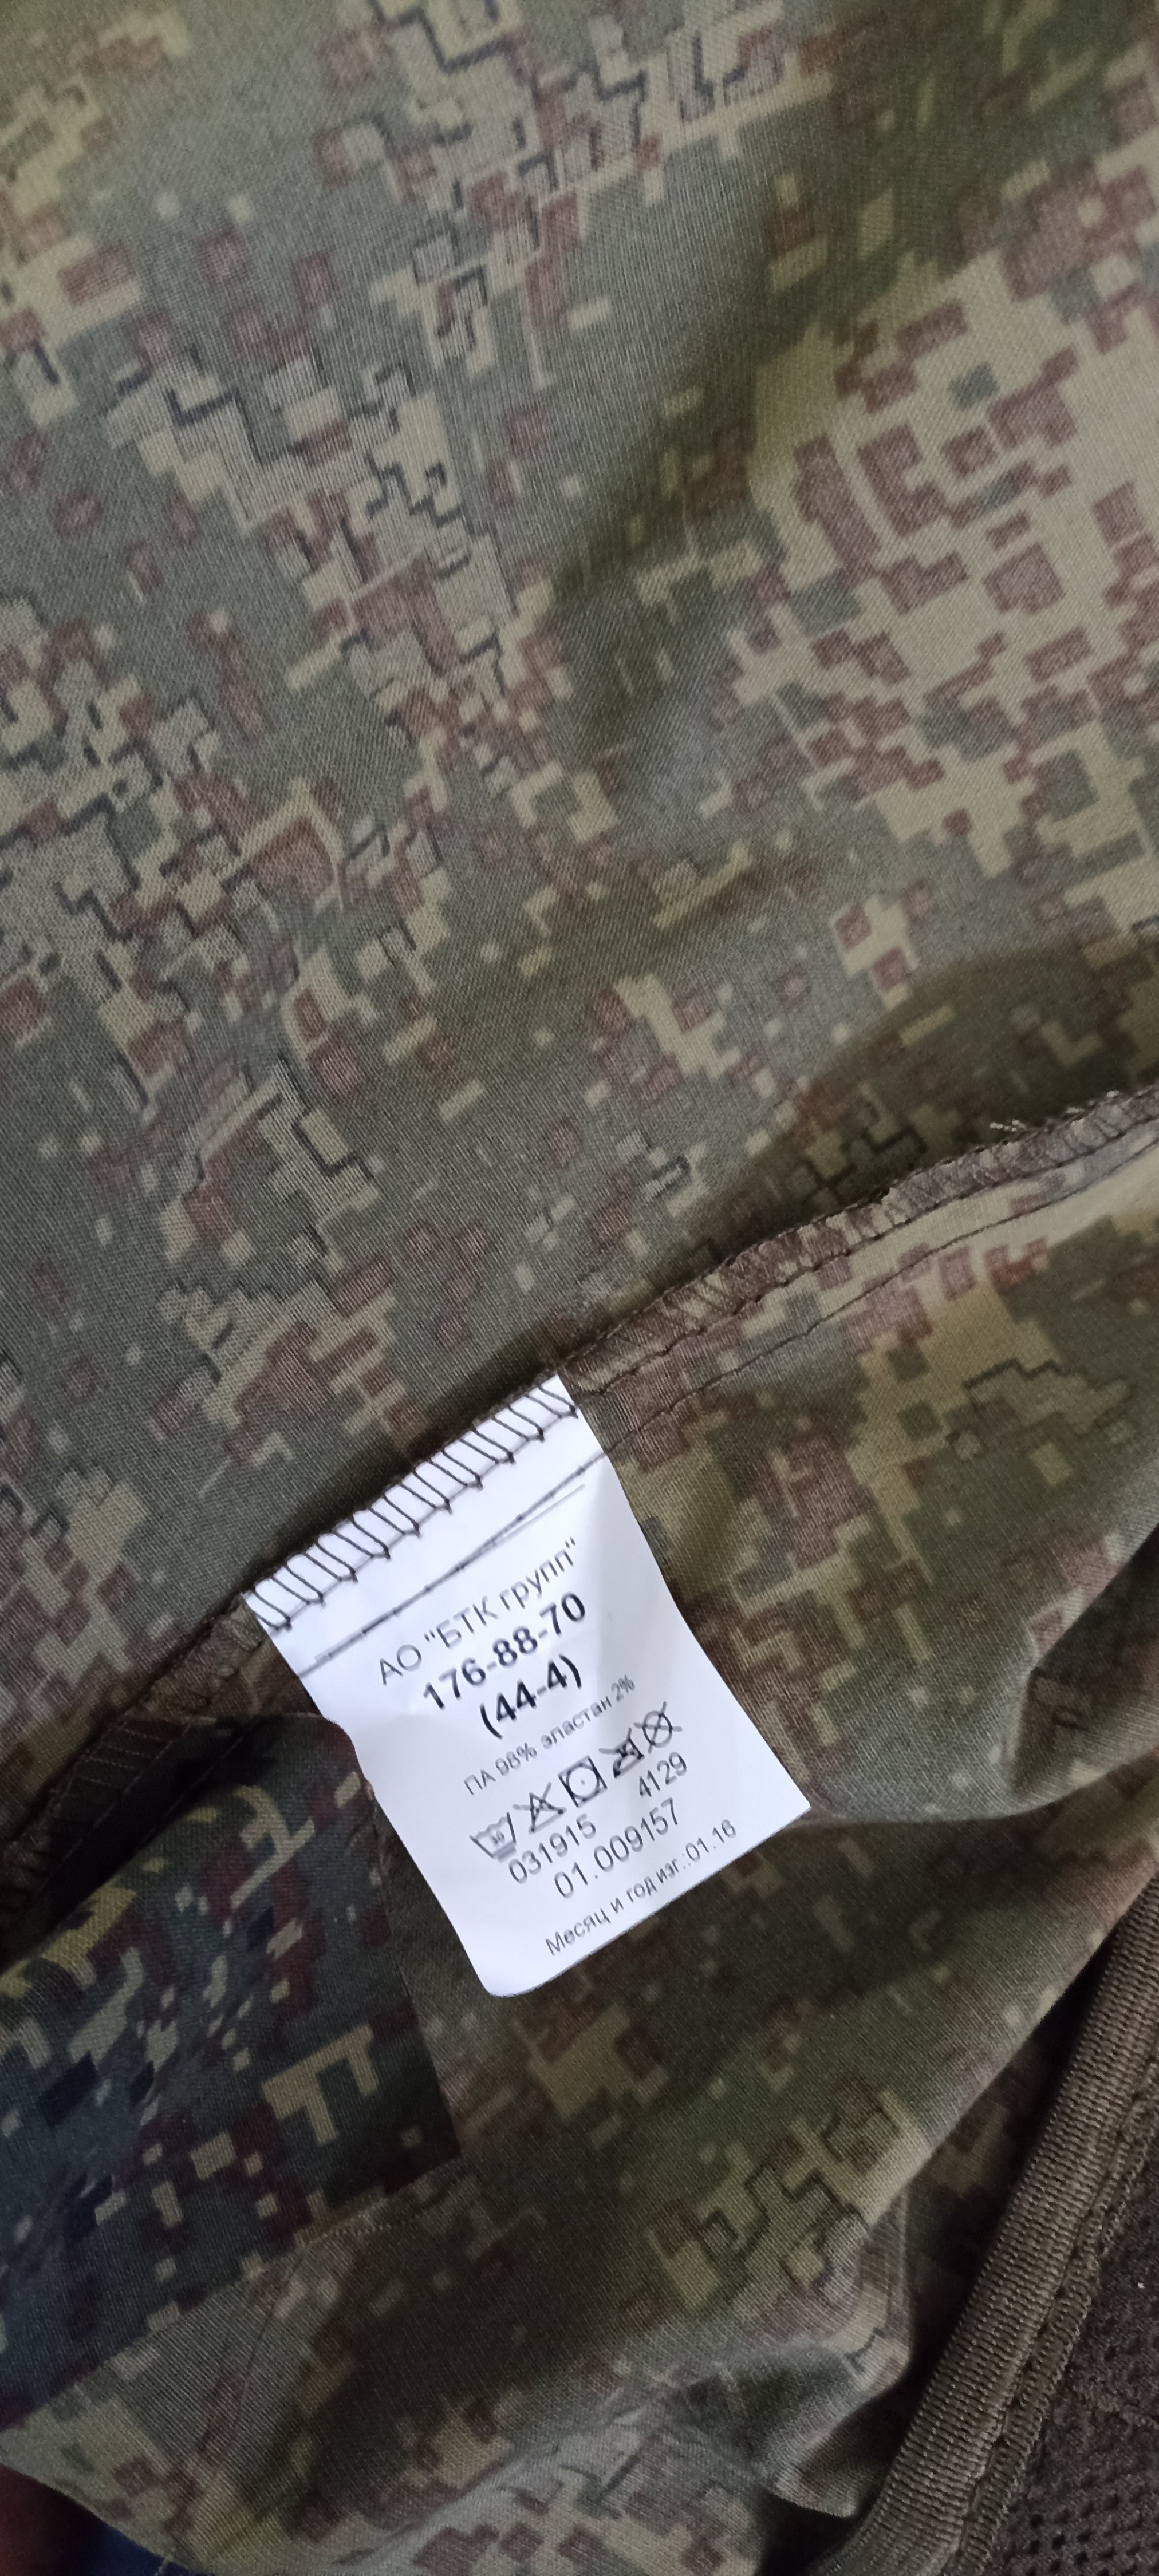 АО "БТК групп"
176-88-70
(44-4)
ПА 98% эластан 2%
30
031915 4129
01.009157
Месяц и год изг.:01.16